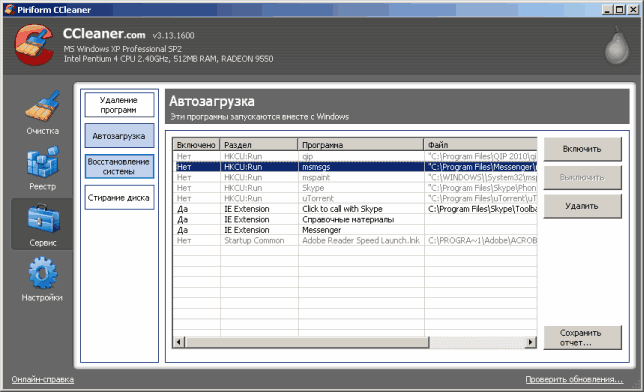 Piriform CCleaner
CCleaner.com v3.13.1600
MS Windows XP Professional SP2
Intel Pentium 4 CPU 2.40GHz, 512MB RAM, RADEON 9550
Очистка
Реестр
Сервис
Настройки
Удаление
программ
Автозагрузка
Восстановление
системы
Стирание диска
Автозагрузка
Эти программы запускаются вместе с Windows
Включено Раздел Программа Файл
Нет HKCU:Run qip "C:\Program Files\QIP 2010\qi
Нет HKCU:Run msmsgs "C:\Program Files\Messenger\
Нет HKCU:Run mspaint "C:\WINDOWS\\System32\msp
Нет HKCU:Run Skype "C:\Program Files\Skype\Phon
Нет HKCU:Run uTorrent "C:\Program Files\uTorrent\uT
Да IE Extension Click to call with Skype C:\Program Files\Skype\Toolba
Да IE Extension Справочные материалы
Да IE Extension Messenger
Нет Startup Common Adobe Reader Speed Launch.lnk C:\PROGRA~1\Adobe\ACROB
Включить
Выключить
Удалить
Сохранить
отчет...
Онлайн-справка
Проверить обновления...